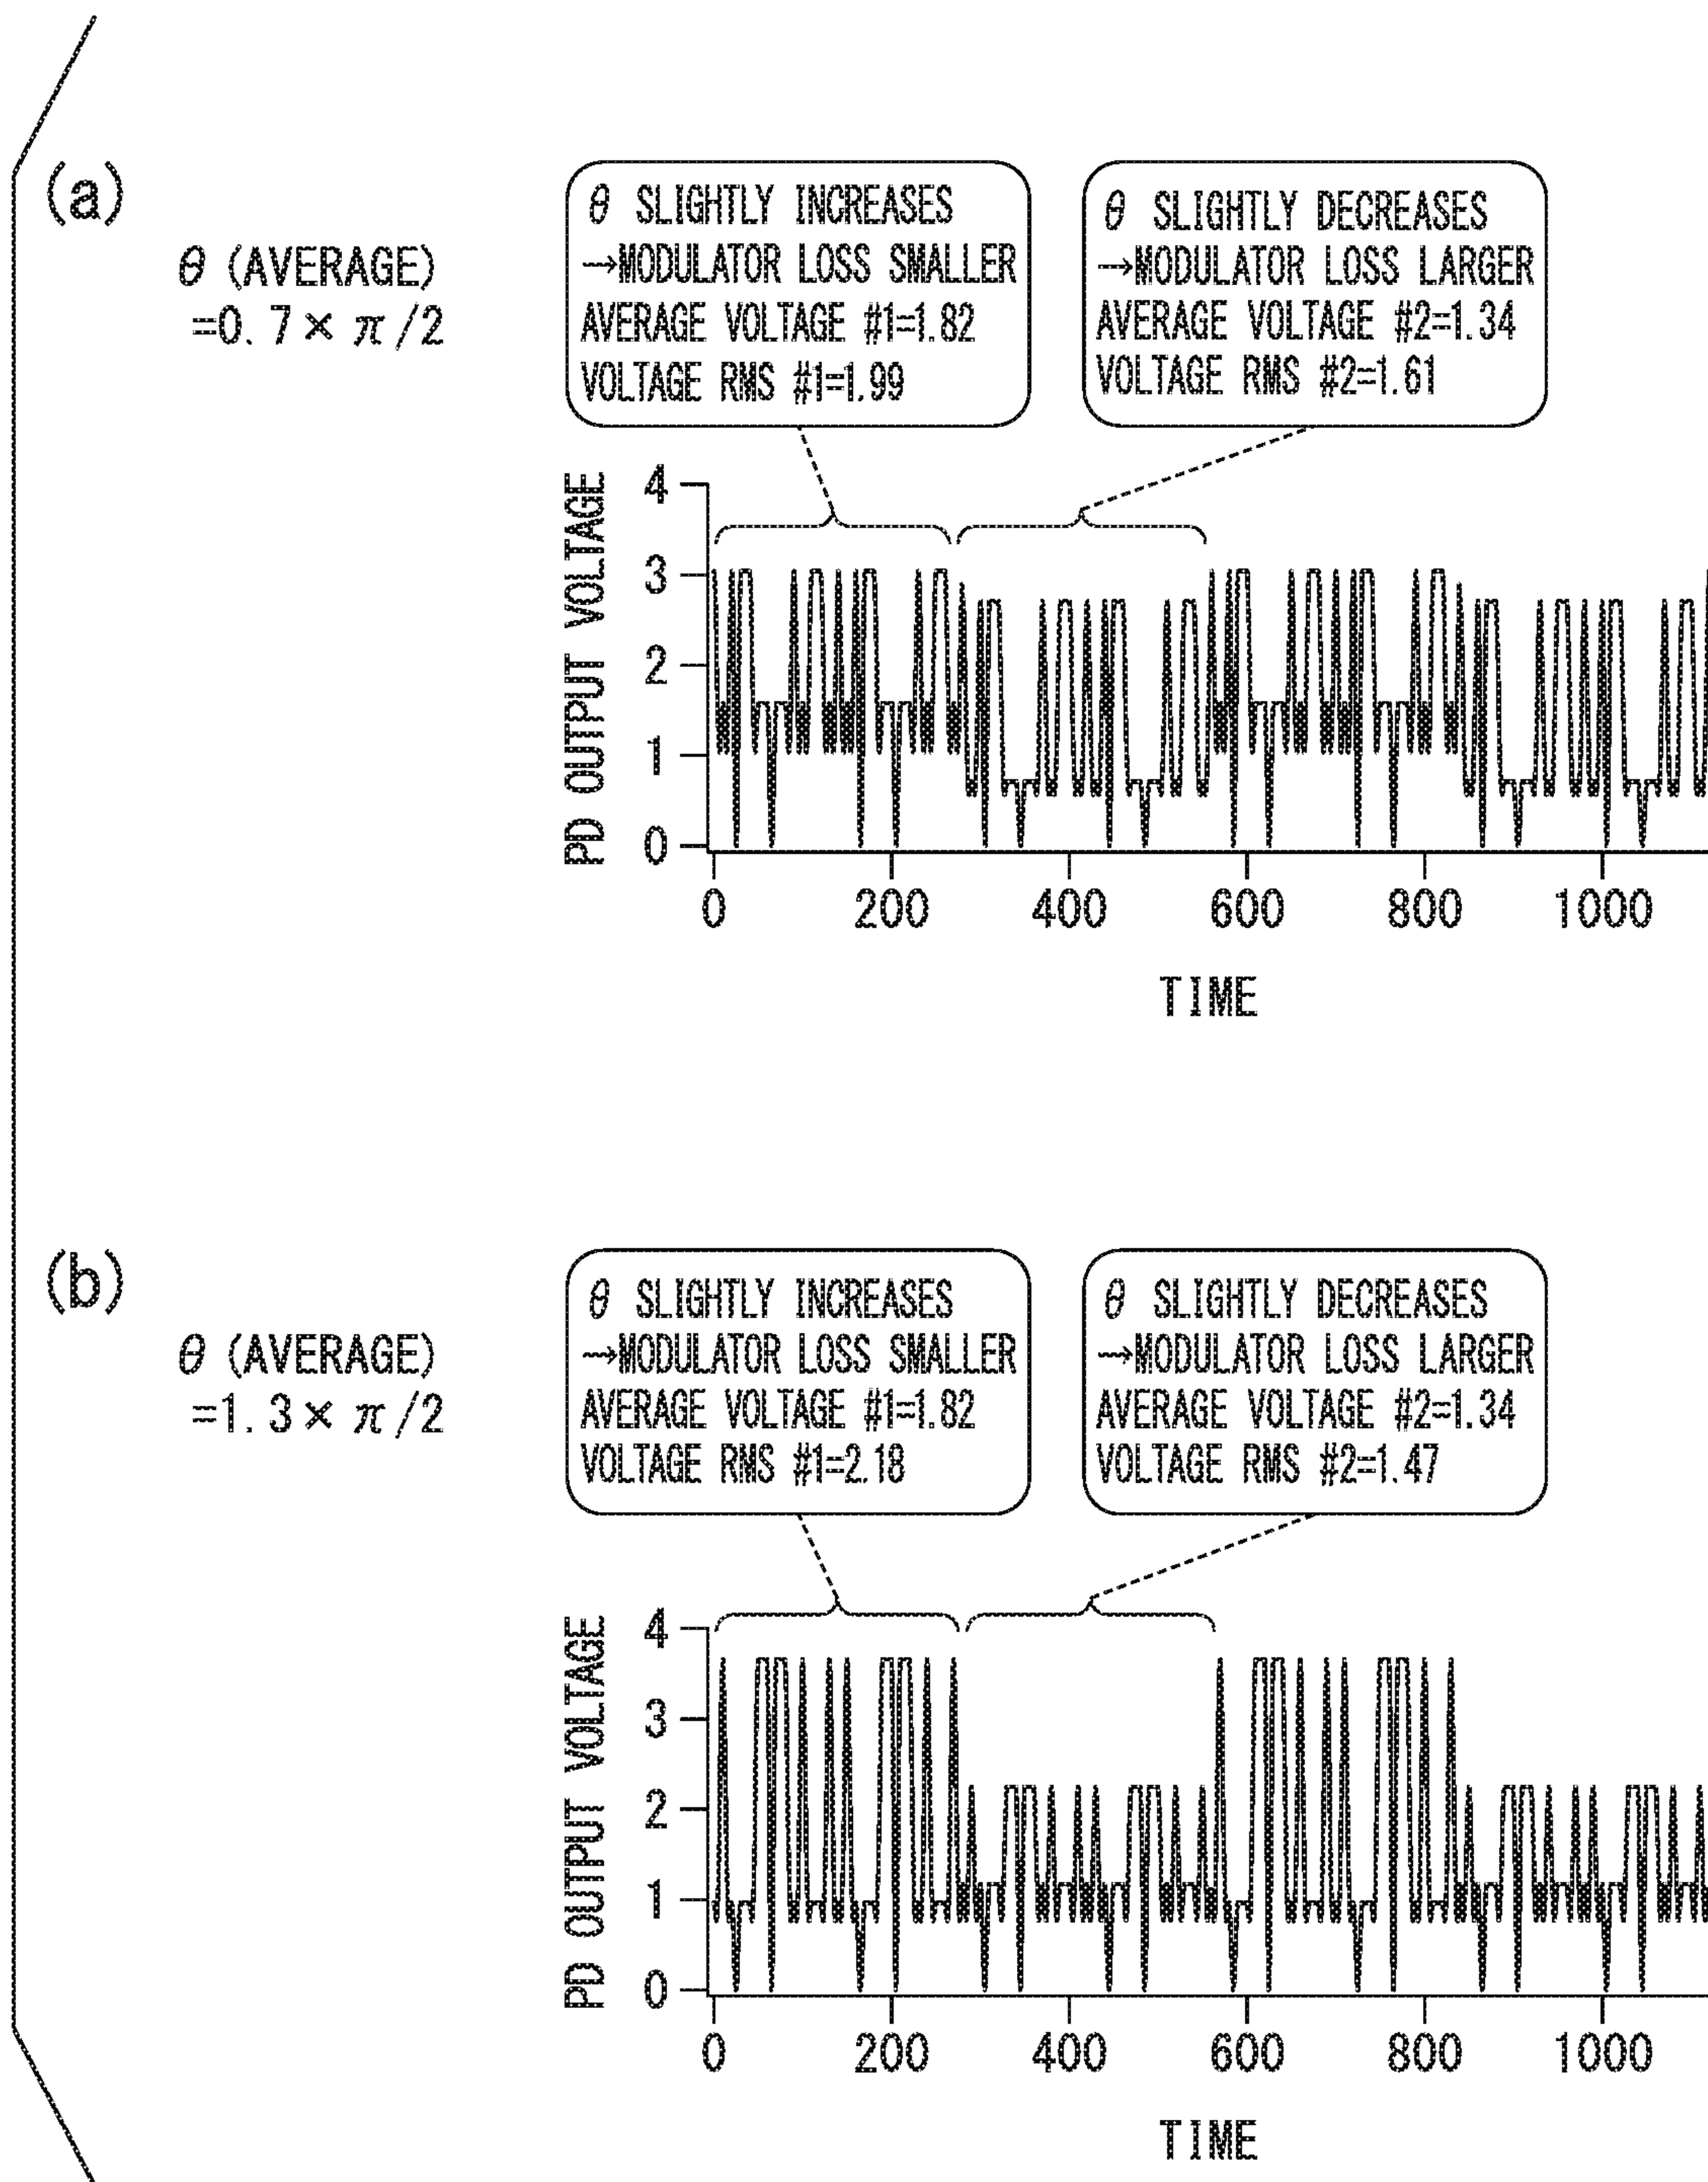 (a)
θ (AVERAGE)
=0.7×π/2
θ SLIGHTLY INCREASES
→MODULATOR LOSS SMALLER
AVERAGE VOLTAGE #1=1.82
VOLTAGE RMS #1=1.99
θ SLIGHTLY DECREASES
→MODULATOR LOSS LARGER
AVERAGE VOLTAGE #2=1.34
VOLTAGE RMS #2=1.61
PD OUTPUT VOLTAGE
4
3
2
1
0
0 200 400 600 800 1000
TIME
(b)
θ (AVERAGE)
=1.3×π/2
θ SLIGHTLY INCREASES
→MODULATOR LOSS SMALLER
AVERAGE VOLTAGE #1=1.82
VOLTAGE RMS #1=2.18
θ SLIGHTLY DECREASES
→MODULATOR LOSS LARGER
AVERAGE VOLTAGE #2=1.34
VOLTAGE RMS #2=1.47
PD OUTPUT VOLTAGE
4
3
2
1
0
0 200 400 600 800 1000
TIME